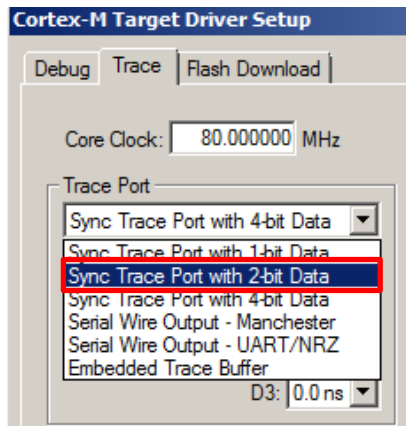 Cortex-M Target Driver Setup
Debug Trace Flash Download
Core Clock: 80.000000 MHz
Trace Port
Sync Trace Port with 4-bit Data
Sync Trace Port with 1-bit Data
Sync Trace Port with 2-bit Data
Sync Trace Port with 4-bit Data
Serial Wire Output - Manchester
Serial Wire Output - UART/NRZ
Embedded Trace Buffer
D3: 0.0 ns